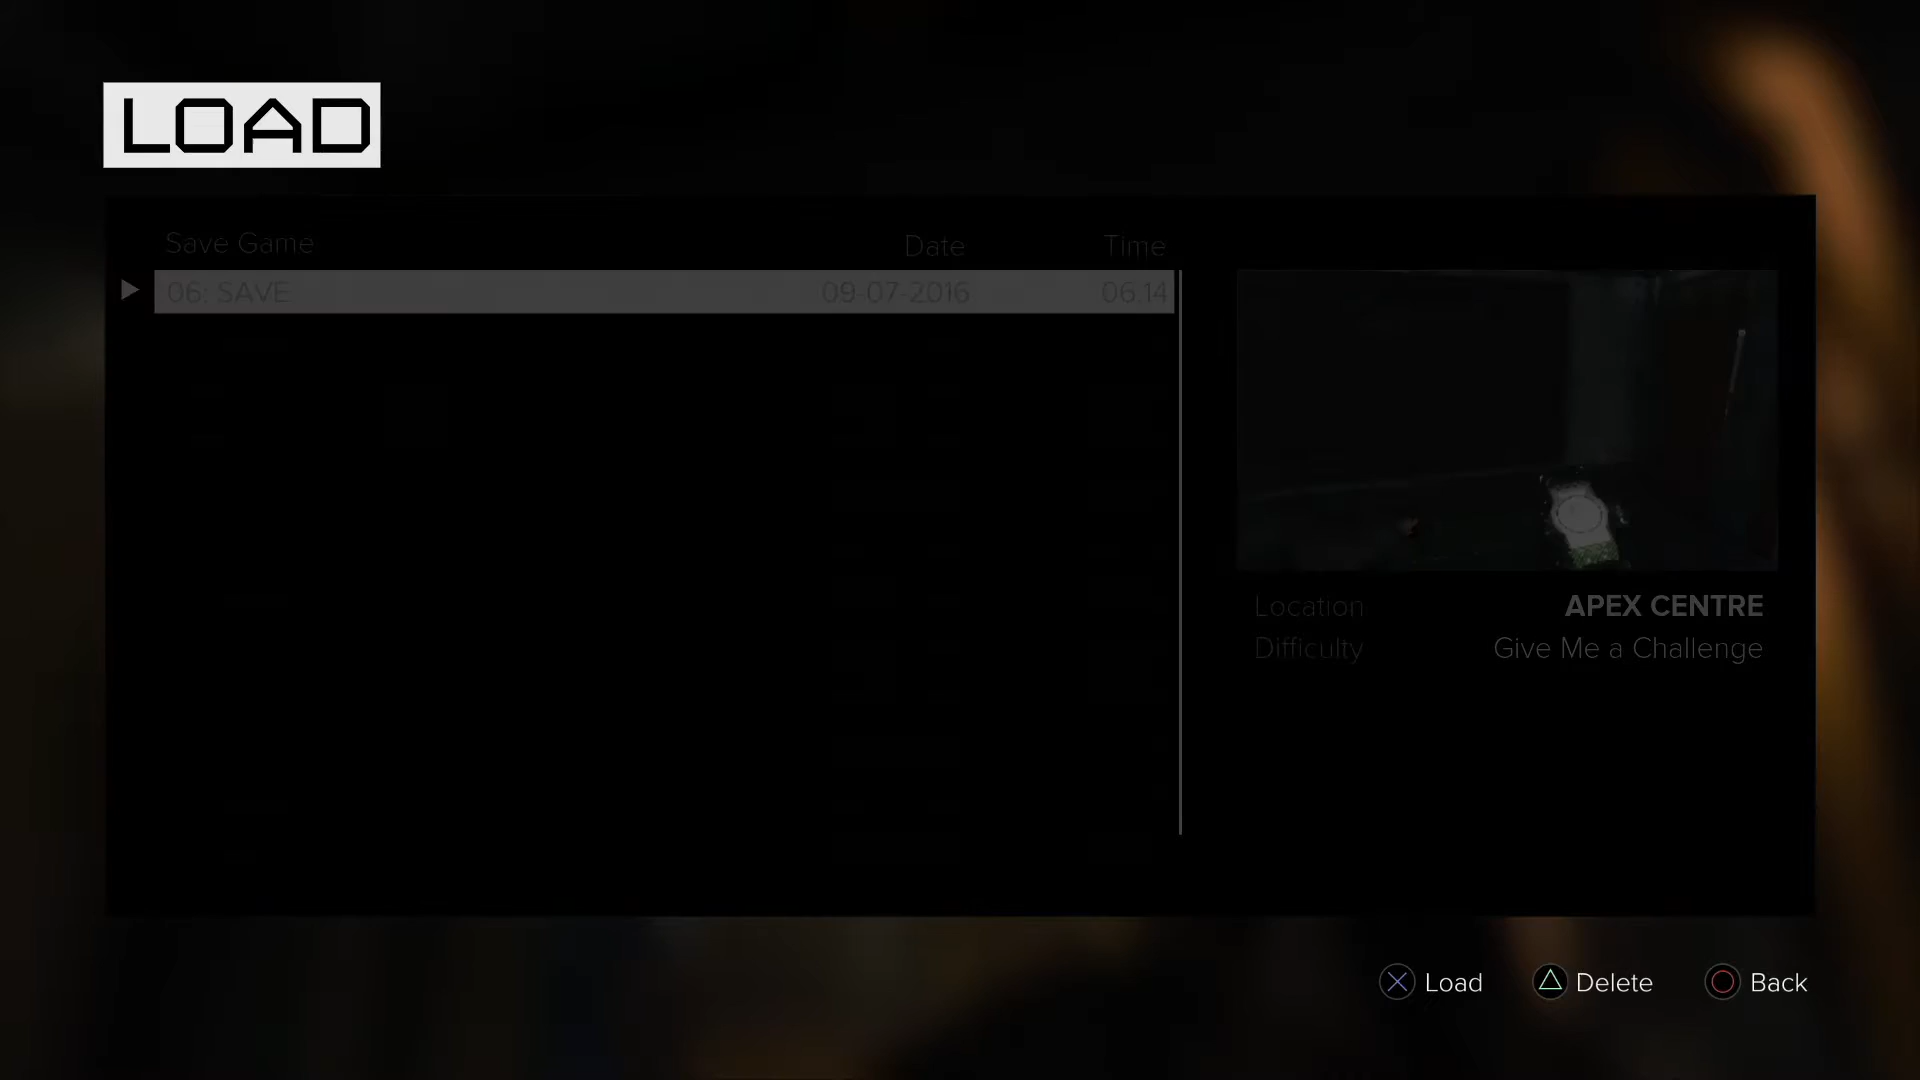 LOAD
Save Game Date Time
06: SAVE 09-07-2016 06:14
Location APEX CENTRE
Difficulty Give Me a Challenge
Load Delete Back